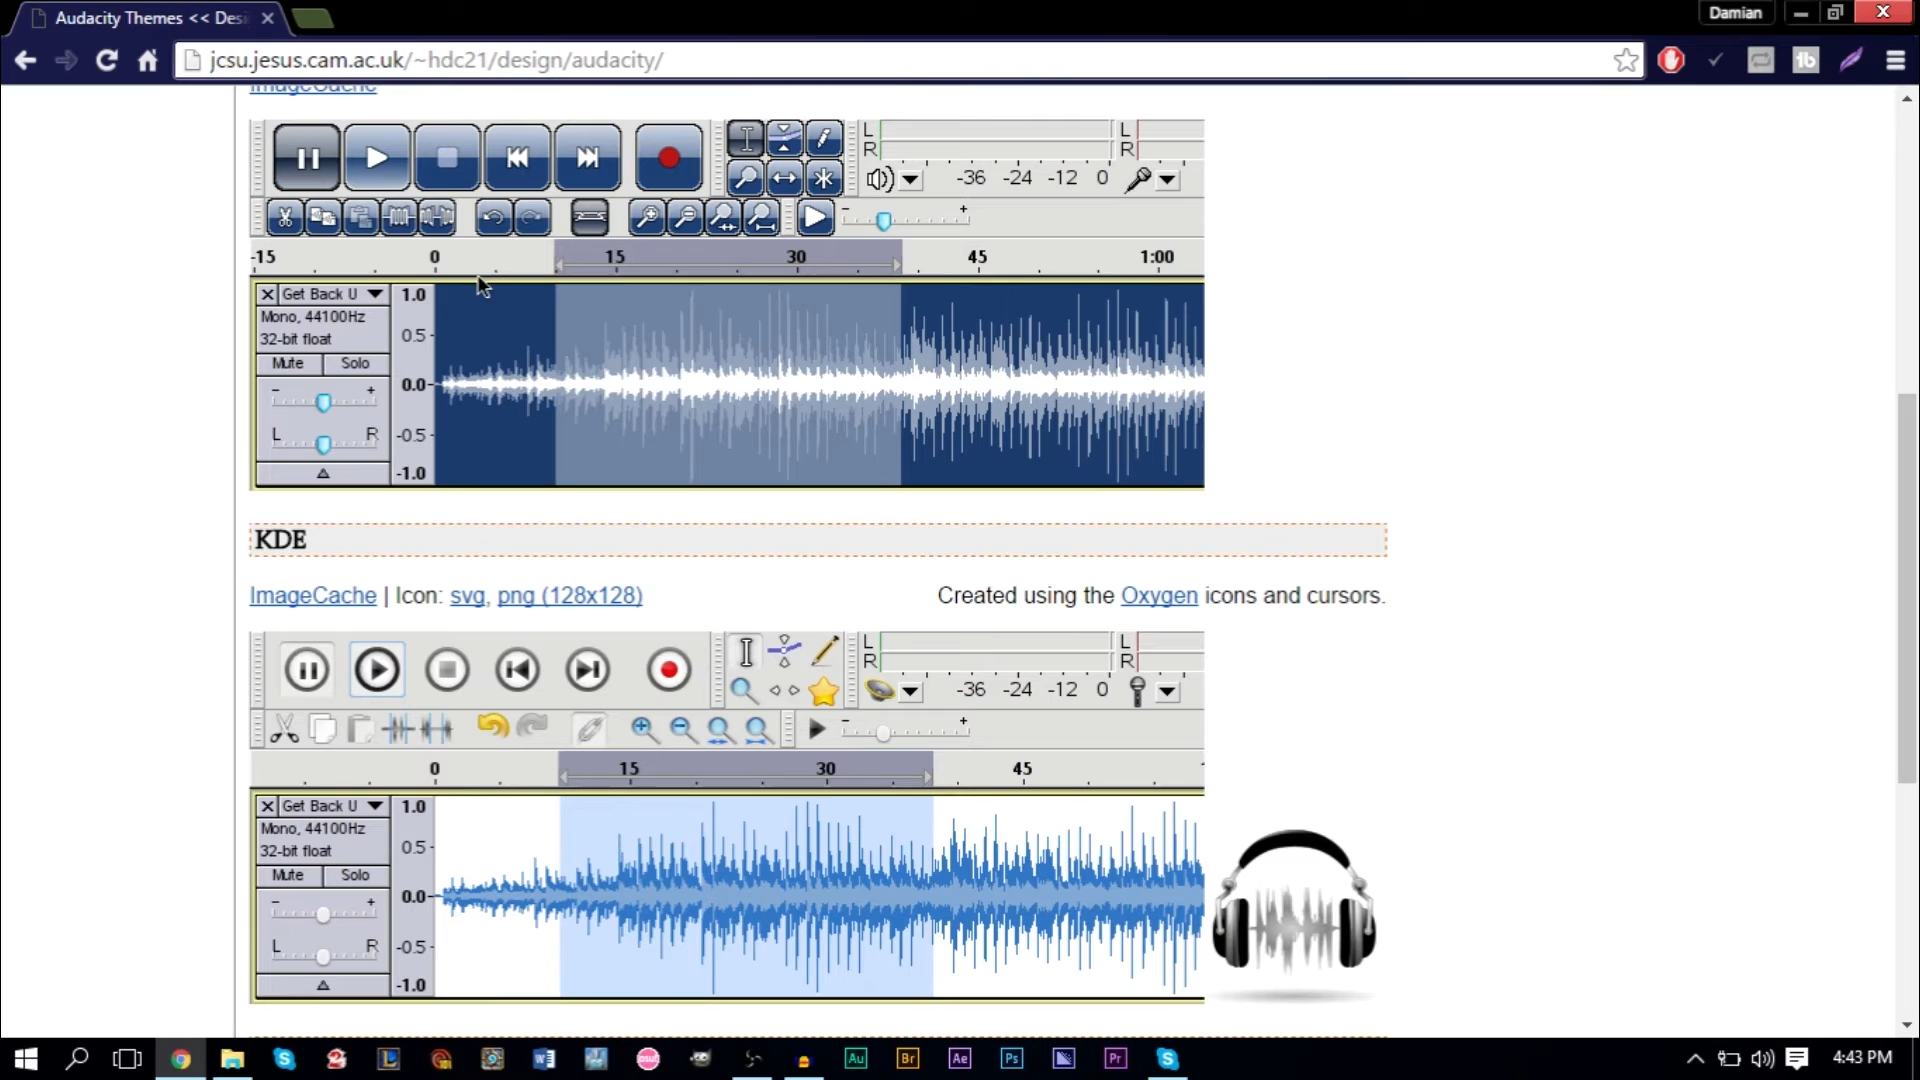 Audacity Themes << Desi
Damian
jcsu.jesus.cam.ac.uk/~hdc21/design/audacity/
ImageCache
L
R
L
R
-36 -24 -12 0
- +
-15 0 15 30 45 1:00
Get Back U
Mono, 44100Hz
32-bit float
Mute Solo
- +
L R
1.0
0.5
0.0
-0.5
-1.0
KDE
ImageCache | Icon: svg, png (128x128)
Created using the Oxygen icons and cursors.
L
R
L
R
-36 -24 -12 0
- +
0 15 30 45
Get Back U
Mono, 44100Hz
32-bit float
Mute Solo
- +
L R
1.0
0.5
0.0
-0.5
-1.0
W osu! Au Br Ae Ps Pr
4:43 PM